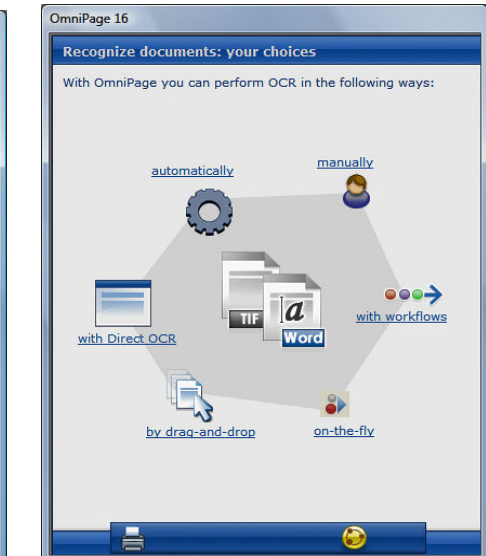 OmniPage 16
Recognize documents: your choices
With OmniPage you can perform OCR in the following ways:
automatically
manually
with Direct OCR
TIF
a
Word
with workflows
by drag-and-drop
on-the-fly